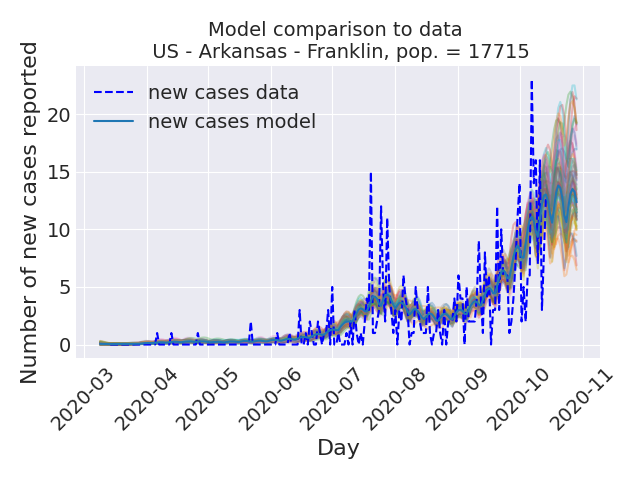 Model comparison to data
US - Arkansas - Franklin, pop. = 17715
Number of new cases reported
new cases data
new cases model
20
15
10
5
0
2020-03
2020-04
2020-05
2020-06
2020-07
2020-08
2020-09
2020-10
2020-11
Day